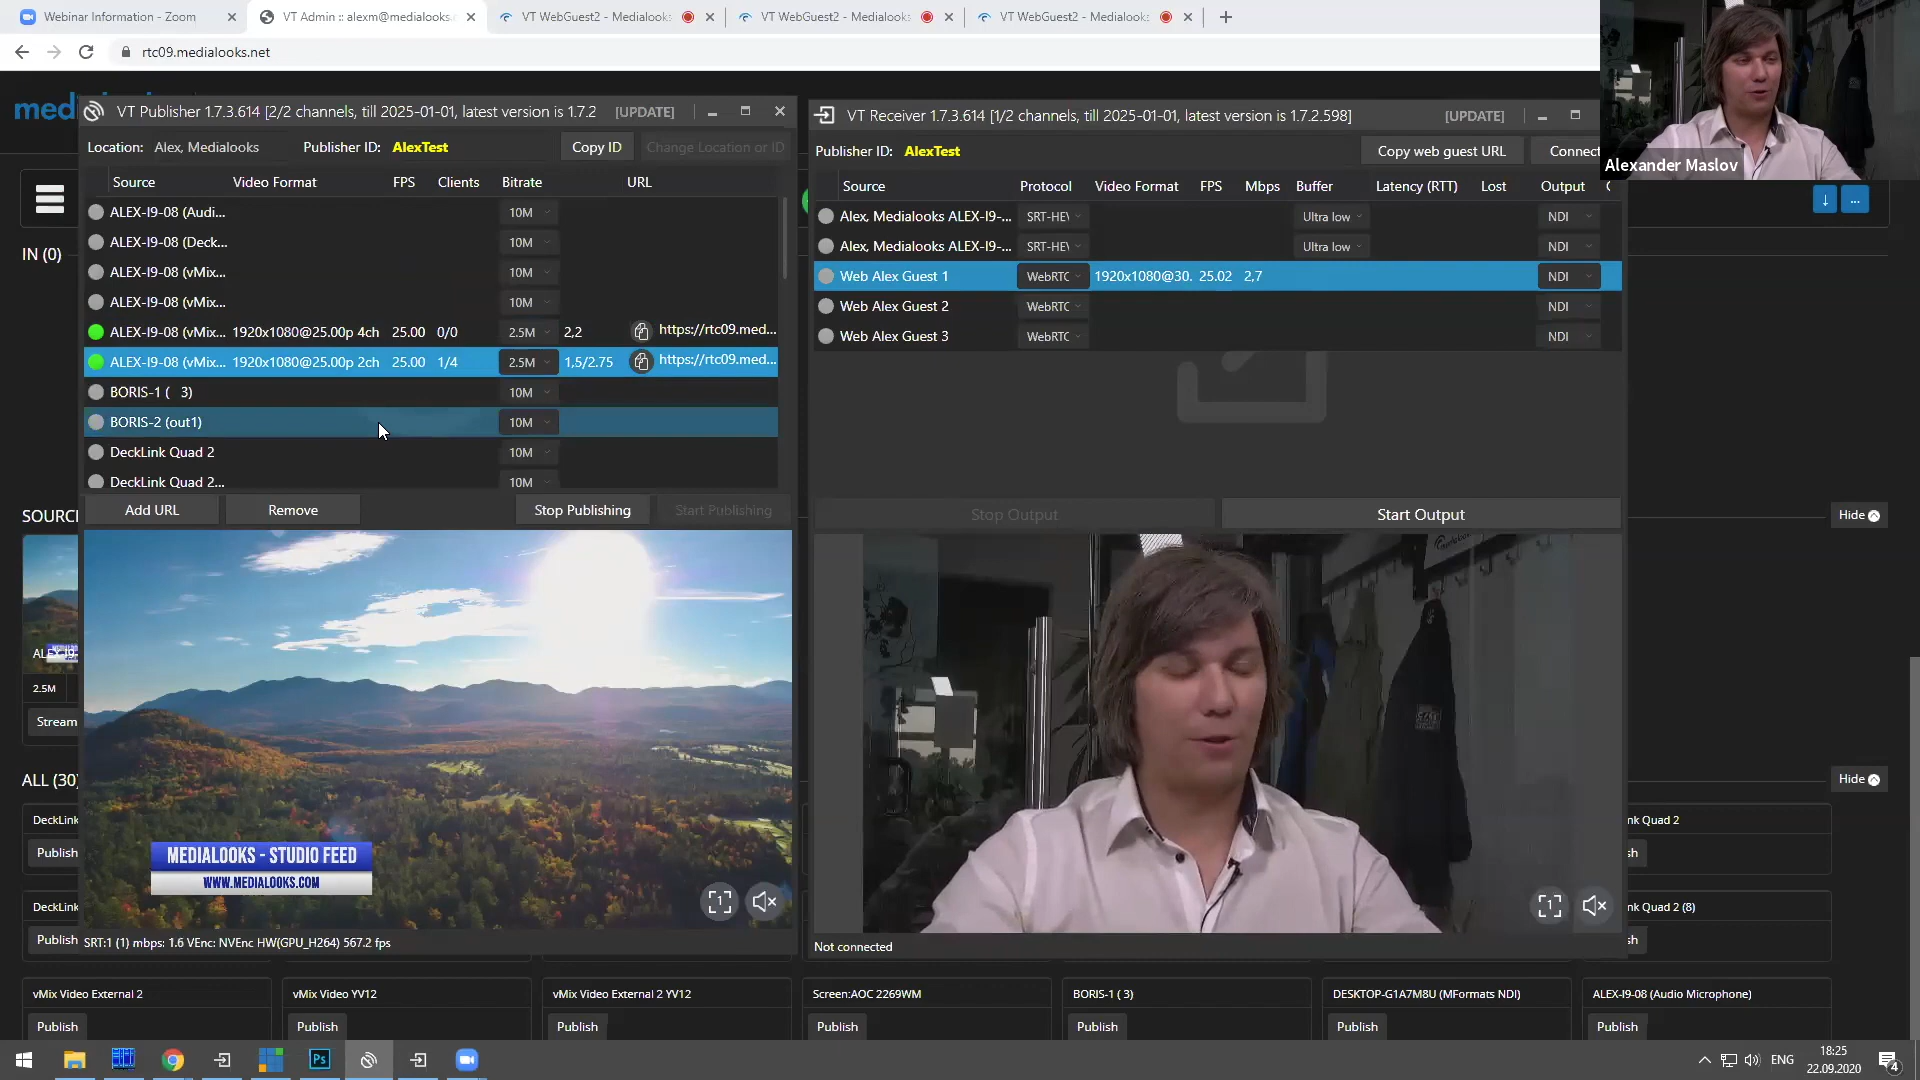 Webinar Information - Zoom
VT Admin :: alexm@medialooks.
VT WebGuest2 - Medialooks
VT WebGuest2 - Medialooks
VT WebGuest2 - Medialooks
rtc09.medialooks.net
VT Publisher 1.7.3.614 [2/2 channels, till 2025-01-01, latest version is 1.7.2
[UPDATE]
Location: Alex, Medialooks Publisher ID: AlexTest Copy ID Change Location or ID
Source Video Format FPS Clients Bitrate URL
ALEX-I9-08 (Audi... 10M
ALEX-I9-08 (Deck... 10M
ALEX-I9-08 (vMix... 10M
ALEX-I9-08 (vMix... 10M
ALEX-I9-08 (vMix... 1920x1080@25.00p 4ch 25.00 0/0 2.5M 2,2 https://rtc09.med...
ALEX-I9-08 (vMix... 1920x1080@25.00p 2ch 25.00 1/4 2.5M 1,5/2.75 https://rtc09.med...
BORIS-1 ( 3) 10M
BORIS-2 (out1) 10M
DeckLink Quad 2 10M
DeckLink Quad 2... 10M
Add URL Remove Stop Publishing Start Publishing
MEDIALOOKS - STUDIO FEED
WWW.MEDIALOOKS.COM
SRT:1 (1) mbps: 1.6 VEnc: NVEnc HW(GPU_H264) 567.2 fps
VT Receiver 1.7.3.614 [1/2 channels, till 2025-01-01, latest version is 1.7.2.598]
[UPDATE]
Publisher ID: AlexTest Copy web guest URL Connect
Source Protocol Video Format FPS Mbps Buffer Latency (RTT) Lost Output
Alex, Medialooks ALEX-I9-... SRT-HEV Ultra low NDI
Alex, Medialooks ALEX-I9-... SRT-HEV Ultra low NDI
Web Alex Guest 1 WebRTC 1920x1080@30. 25.02 2,7 NDI
Web Alex Guest 2 WebRTC NDI
Web Alex Guest 3 WebRTC NDI
Stop Output Start Output
Not connected
Alexander Maslov
IN (0)
SOURC
Hide
2.5M
Stream
ALL (30)
Hide
DeckLink
Publish
DeckLink
Publish
nk Quad 2
sh
nk Quad 2 (8)
sh
vMix Video External 2 vMix Video YV12 vMix Video External 2 YV12 Screen:AOC 2269WM BORIS-1 ( 3) DESKTOP-G1A7M8U (MFormats NDI) ALEX-I9-08 (Audio Microphone)
Publish Publish Publish Publish Publish Publish Publish
Ps
ENG
18:25
22.09.2020
4